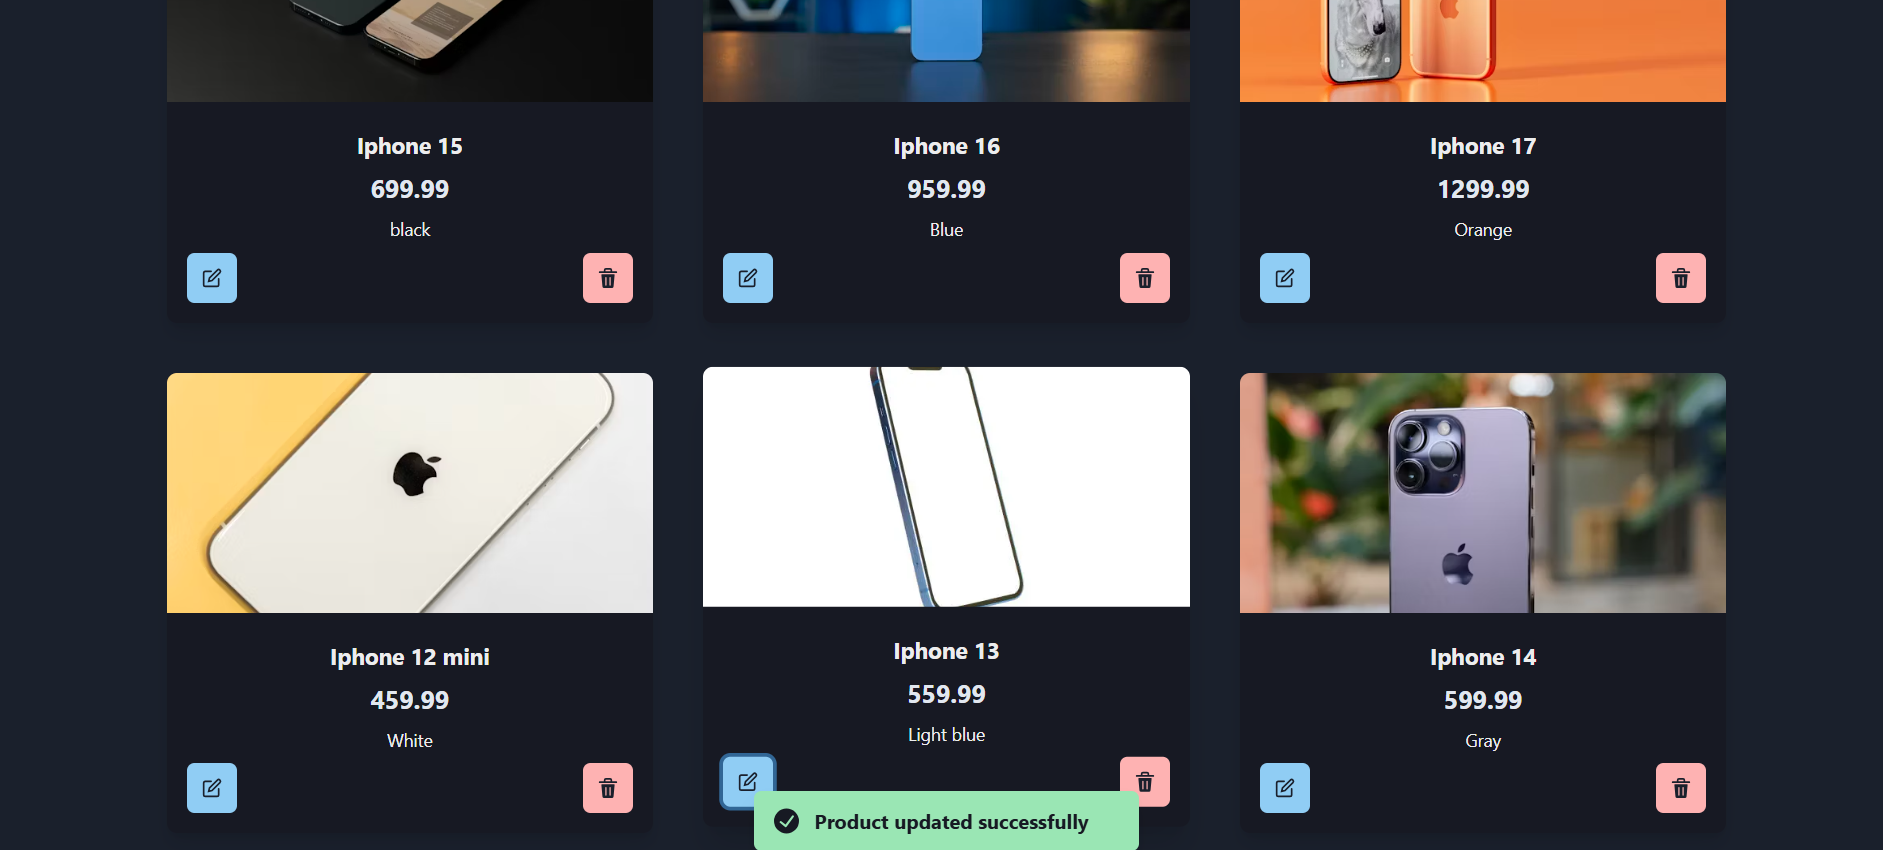 Iphone 15
699.99
black
Iphone 16
959.99
Blue
Iphone 17
1299.99
Orange
Iphone 12 mini
459.99
White
Iphone 13
559.99
Light blue
Iphone 14
599.99
Gray
Product updated successfully